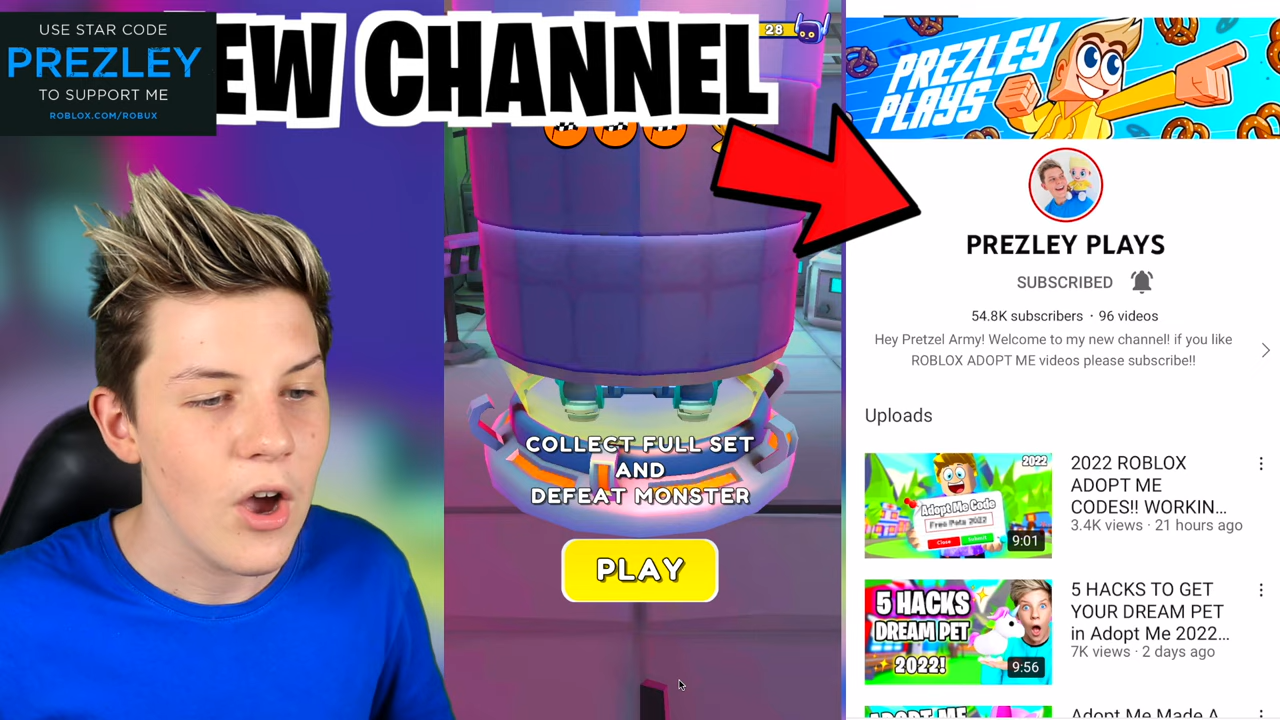 USE STAR CODE
PREZLEY
TO SUPPORT ME
ROBLOX.COM/ROBUX
EW CHANNEL
28
COLLECT FULL SET
AND
DEFEAT MONSTER
PLAY
PREZLEY
PLAYS
PREZLEY PLAYS
SUBSCRIBED
54.8K subscribers · 96 videos
Hey Pretzel Army! Welcome to my new channel! if you like
ROBLOX ADOPT ME videos please subscribe!!
Uploads
2022
Adopt Me Code
Free Pets 2022
Close
Submit
9:01
2022 ROBLOX
ADOPT ME
CODES!! WORKIN...
3.4K views · 21 hours ago
5 HACKS
DREAM PET
2022!
9:56
5 HACKS TO GET
YOUR DREAM PET
in Adopt Me 2022...
7K views · 2 days ago
ADOPT ME
Adopt Me Made A